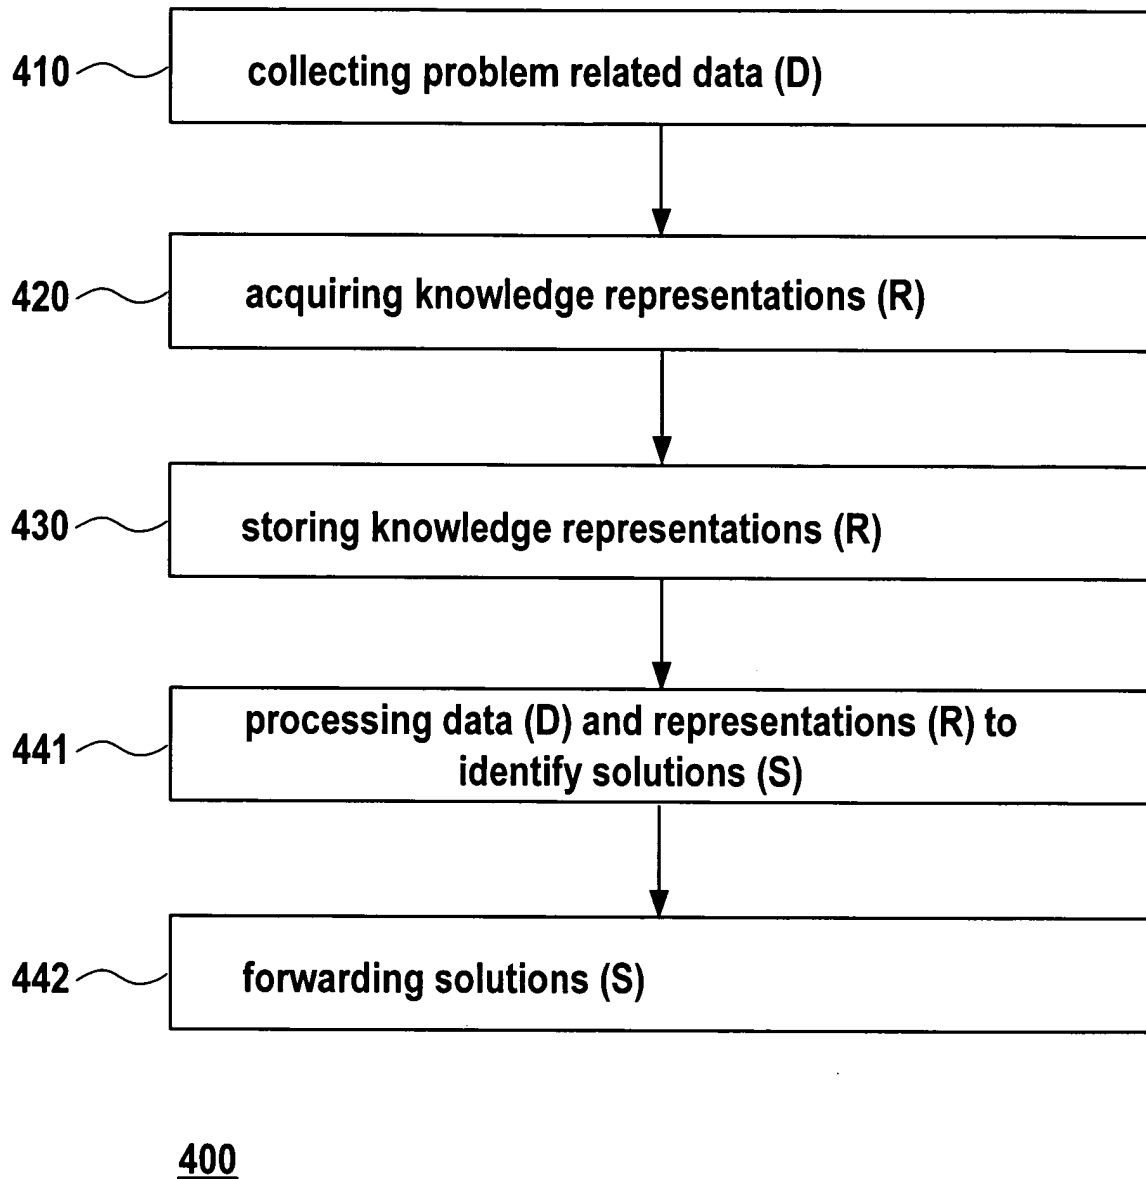 410 collecting problem related data (D)
420 acquiring knowledge representations (R)
430 storing knowledge representations (R)
441 processing data (D) and representations (R) to
identify solutions (S)
442 forwarding solutions (S)
400